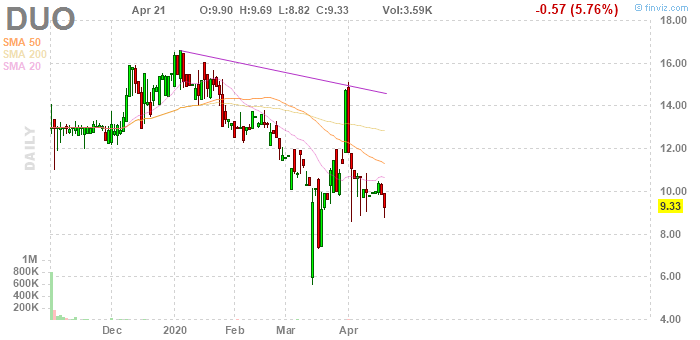 DUO Apr 21 O:9.90 H:9.69 L:8.82 C:9.33 Vol:3.59K -0.57 (5.76%) © finviz.com
SMA 50
SMA 200
SMA 20
DAILY
18.00
16.00
14.00
12.00
10.00
9.33
8.00
6.00
4.00
1M
800K
600K
400K
200K
Dec 2020 Feb Mar Apr